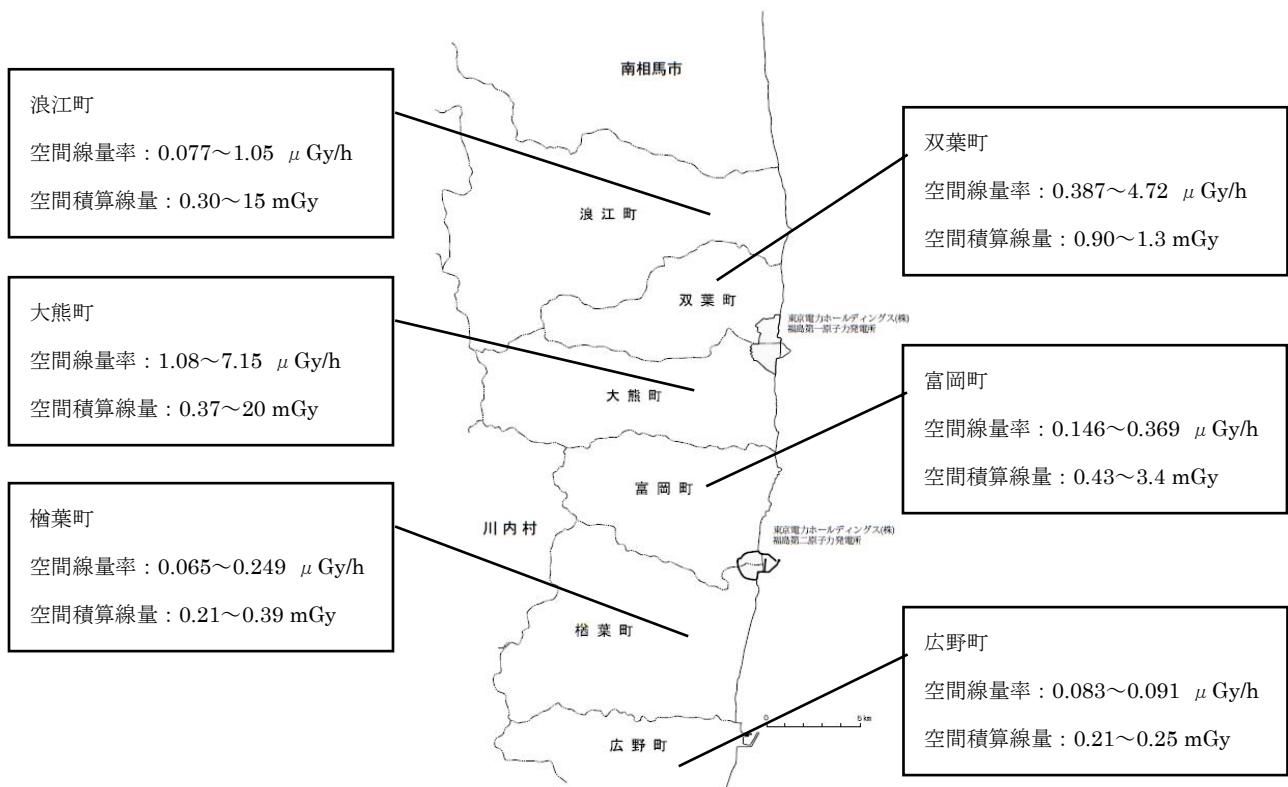 南相馬市
浪江町
空間線量率：0.077～1.05 μGy/h
空間積算線量：0.30～15 mGy
双葉町
空間線量率：0.387～4.72 μGy/h
空間積算線量：0.90～1.3 mGy
浪江町
大熊町
空間線量率：1.08～7.15 μGy/h
空間積算線量：0.37～20 mGy
双葉町
東京電力ホールディングス(株)
福島第一原子力発電所
富岡町
空間線量率：0.146～0.369 μGy/h
空間積算線量：0.43～3.4 mGy
大熊町
富岡町
楢葉町
空間線量率：0.065～0.249 μGy/h
空間積算線量：0.21～0.39 mGy
川内村
東京電力ホールディングス(株)
福島第二原子力発電所
楢葉町
広野町
空間線量率：0.083～0.091 μGy/h
空間積算線量：0.21～0.25 mGy
0 5km
広野町